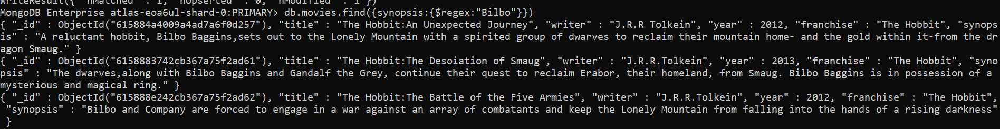 WriteResult({ "nMatched" : 1, "nUpserted" : 0, "nModified" : 1 })
MongoDB Enterprise atlas-eoa6ul-shard-0:PRIMARY> db.movies.find({synopsis:{$regex:"Bilbo"}})
{ "_id" : ObjectId("615884a4009a4ad7a6f0d257"), "title" : "The Hobbit:An Unexpected Journey", "writer" : "J.R.R Tolkein", "year" : 2012, "franchise" : "The Hobbit", "synops
is" : "A reluctant hobbit, Bilbo Baggins,sets out to the Lonely Mountain with a spirited group of dwarves to reclaim their mountain home- and the gold within it-from the dr
agon Smaug." }
{ "_id" : ObjectId("6158883742cb367a75f2ad61"), "title" : "The Hobbit:The Desoiation of Smaug", "writer" : "J.R.R.Tolkein", "year" : 2013, "franchise" : "The Hobbit", "syno
psis" : "The dwarves,along with Bilbo Baggins and Gandalf the Grey, continue their quest to reclaim Erabor, their homeland, from Smaug. Bilbo Baggins is in possession of a
mysterious and magical ring." }
{ "_id" : ObjectId("615888e242cb367a75f2ad62"), "title" : "The Hobbit:The Battle of the Five Armies", "writer" : "J.R.R.Tolkein", "year" : 2012, "franchise" : "The Hobbit",
"synopsis" : "Bilbo and Company are forced to engage in a war against an array of combatants and keep the Lonely Mountain from falling into the hands of a rising darkness"
}